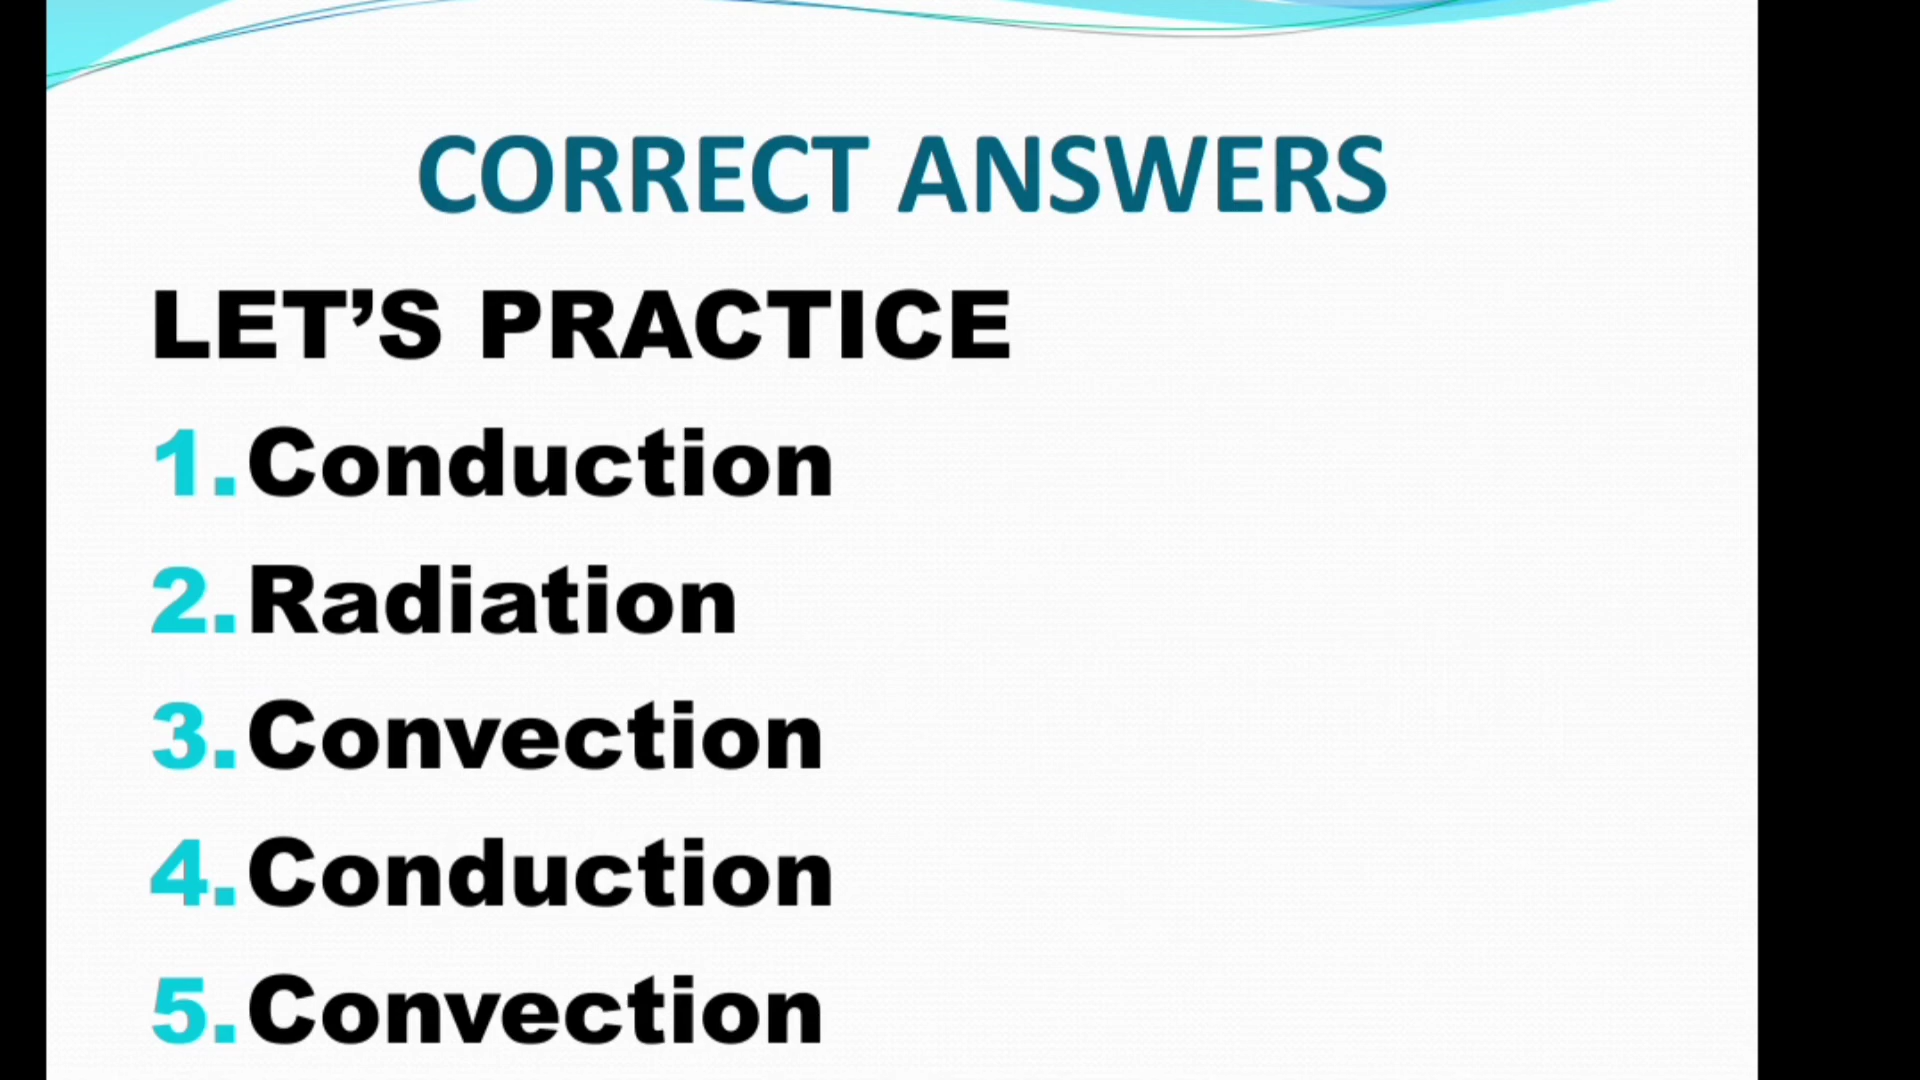 CORRECT ANSWERS
LET’S PRACTICE
1. Conduction
2. Radiation
3. Convection
4. Conduction
5. Convection